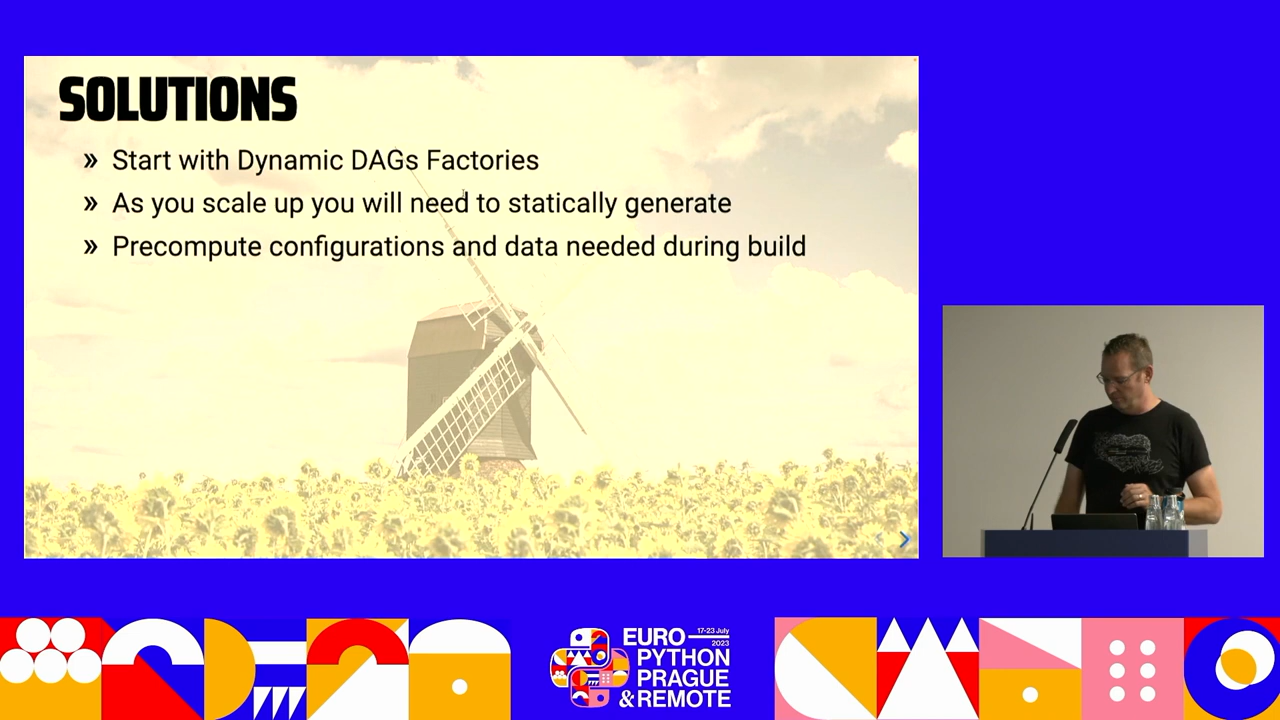 SOLUTIONS
» Start with Dynamic DAGs Factories
» As you scale up you will need to statically generate
» Precompute configurations and data needed during build
EURO
17-23 July
2023
PYTHON
PRAGUE
& REMOTE